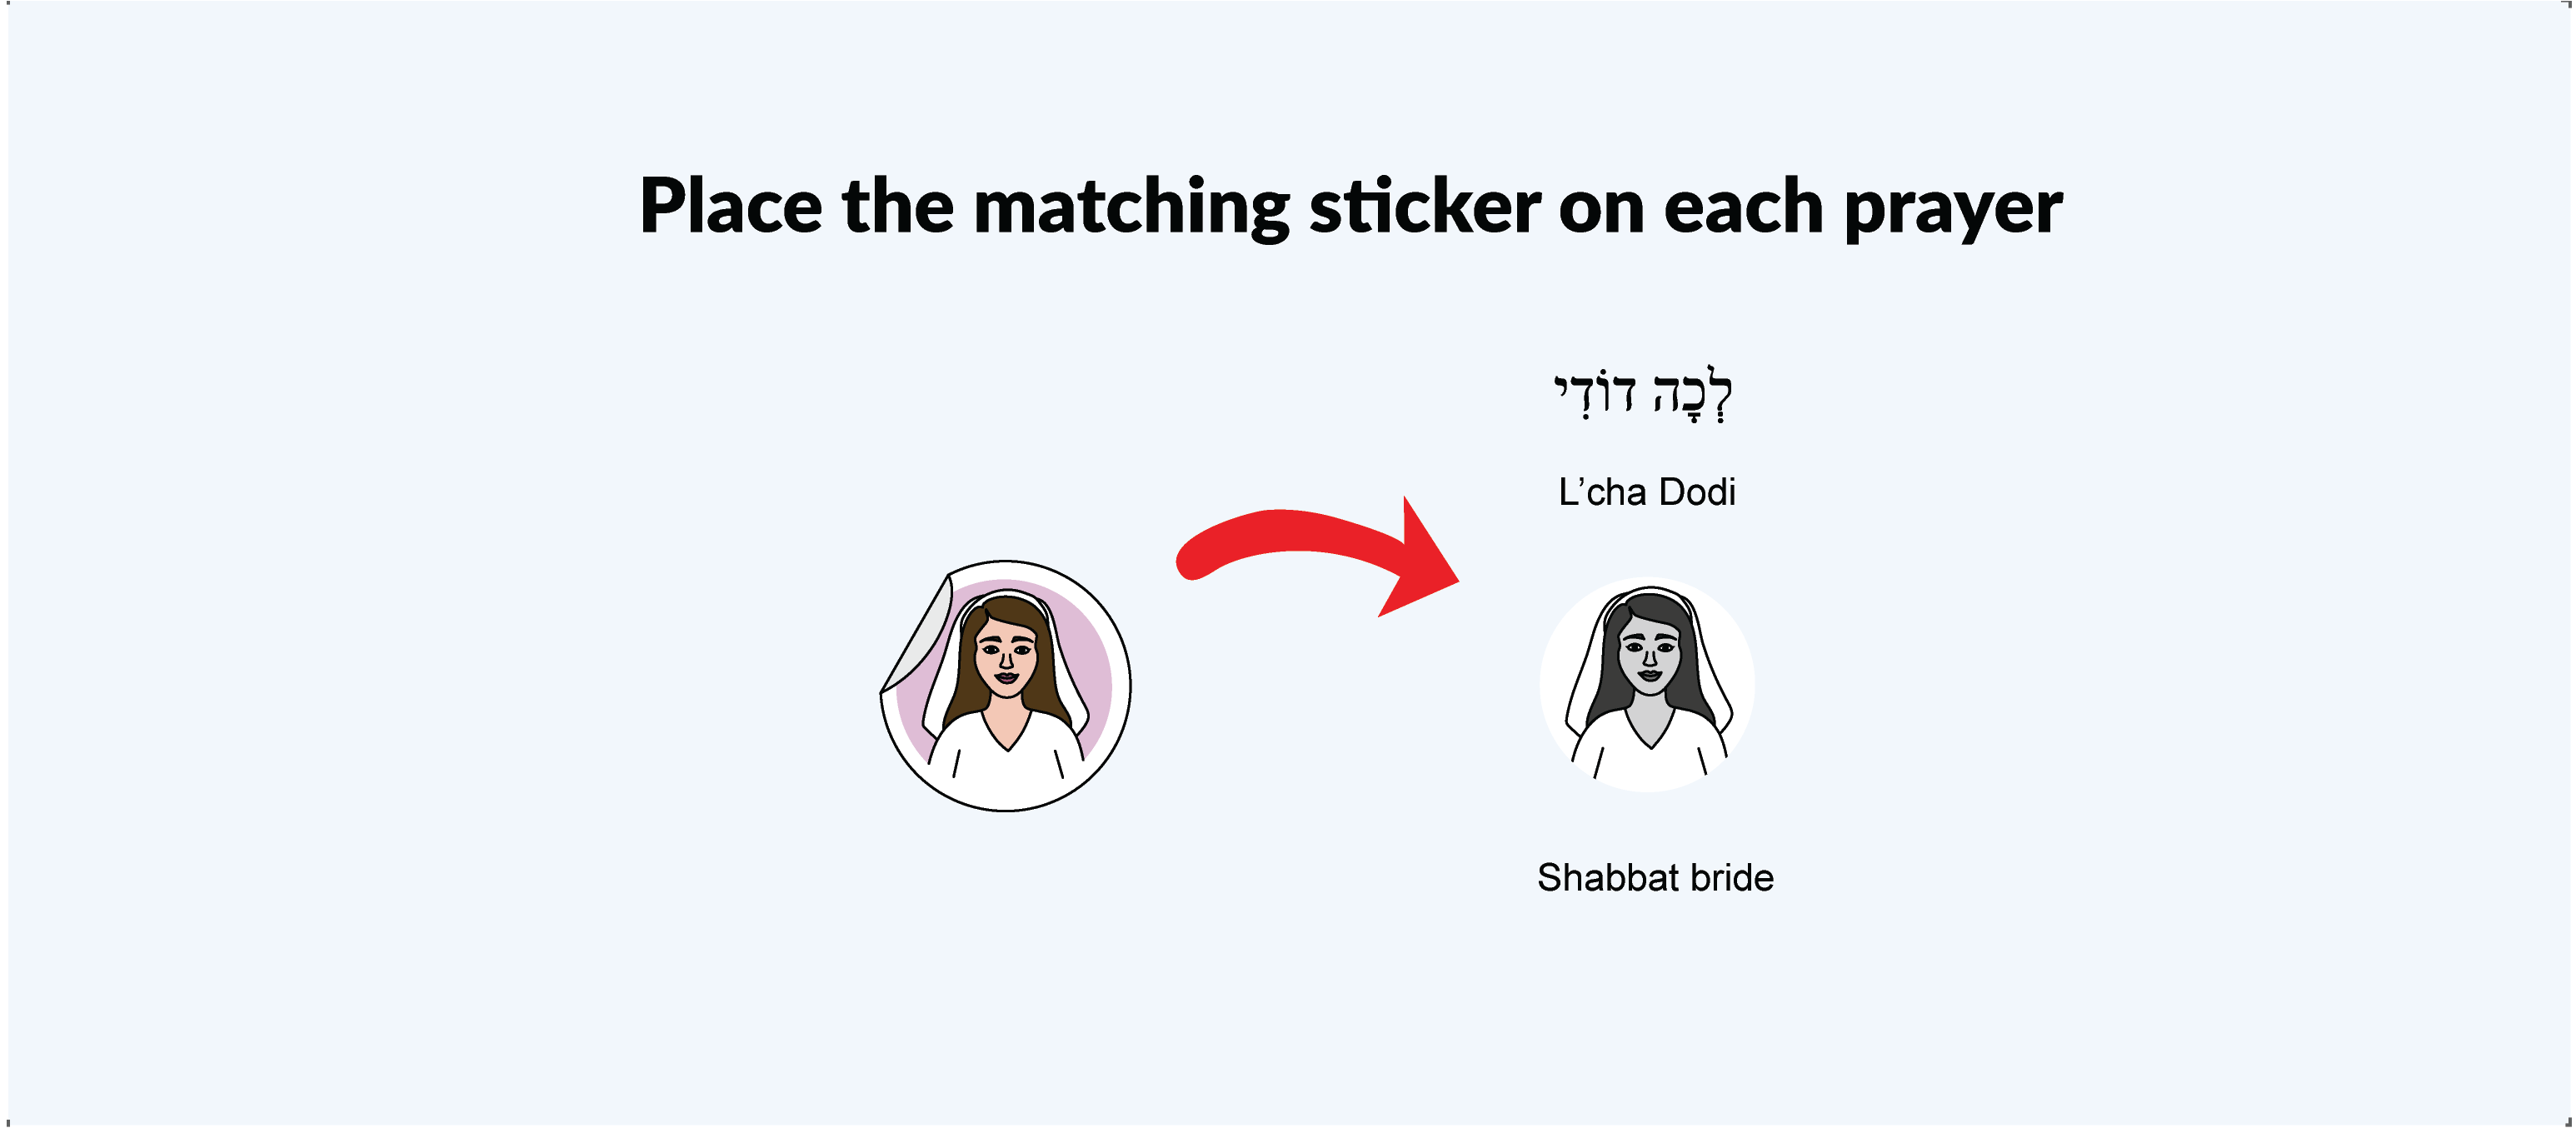 Place the matching sticker on each prayer
לְכָה דוֹדִי
L’cha Dodi
Shabbat bride